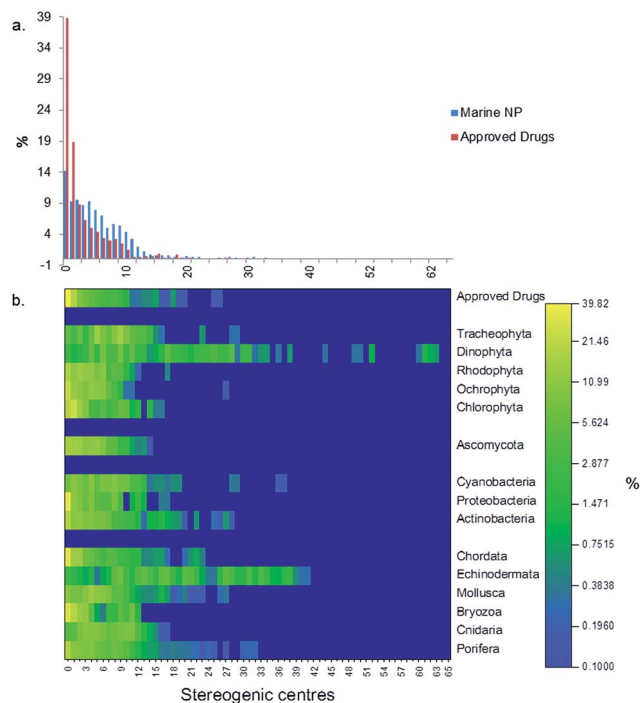 a.
39
34
29
24
19
14
9
4
-1
%
Marine NP
Approved Drugs
0
10
20
30
40
52
62
b.
Approved Drugs
Tracheophyta
Dinophyta
Rhodophyta
Ochrophyta
Chlorophyta
Ascomycota
Cyanobacteria
Proteobacteria
Actinobacteria
Chordata
Echinodermata
Mollusca
Bryozoa
Cnidaria
Porifera
0 3 6 9 12 15 18 21 24 27 30 33 36 39 42 45 48 51 54 57 60 63 65
Stereogenic centres
39.82
21.46
10.99
5.624
2.877
1.471
0.7515
0.3838
0.1960
0.1000
%